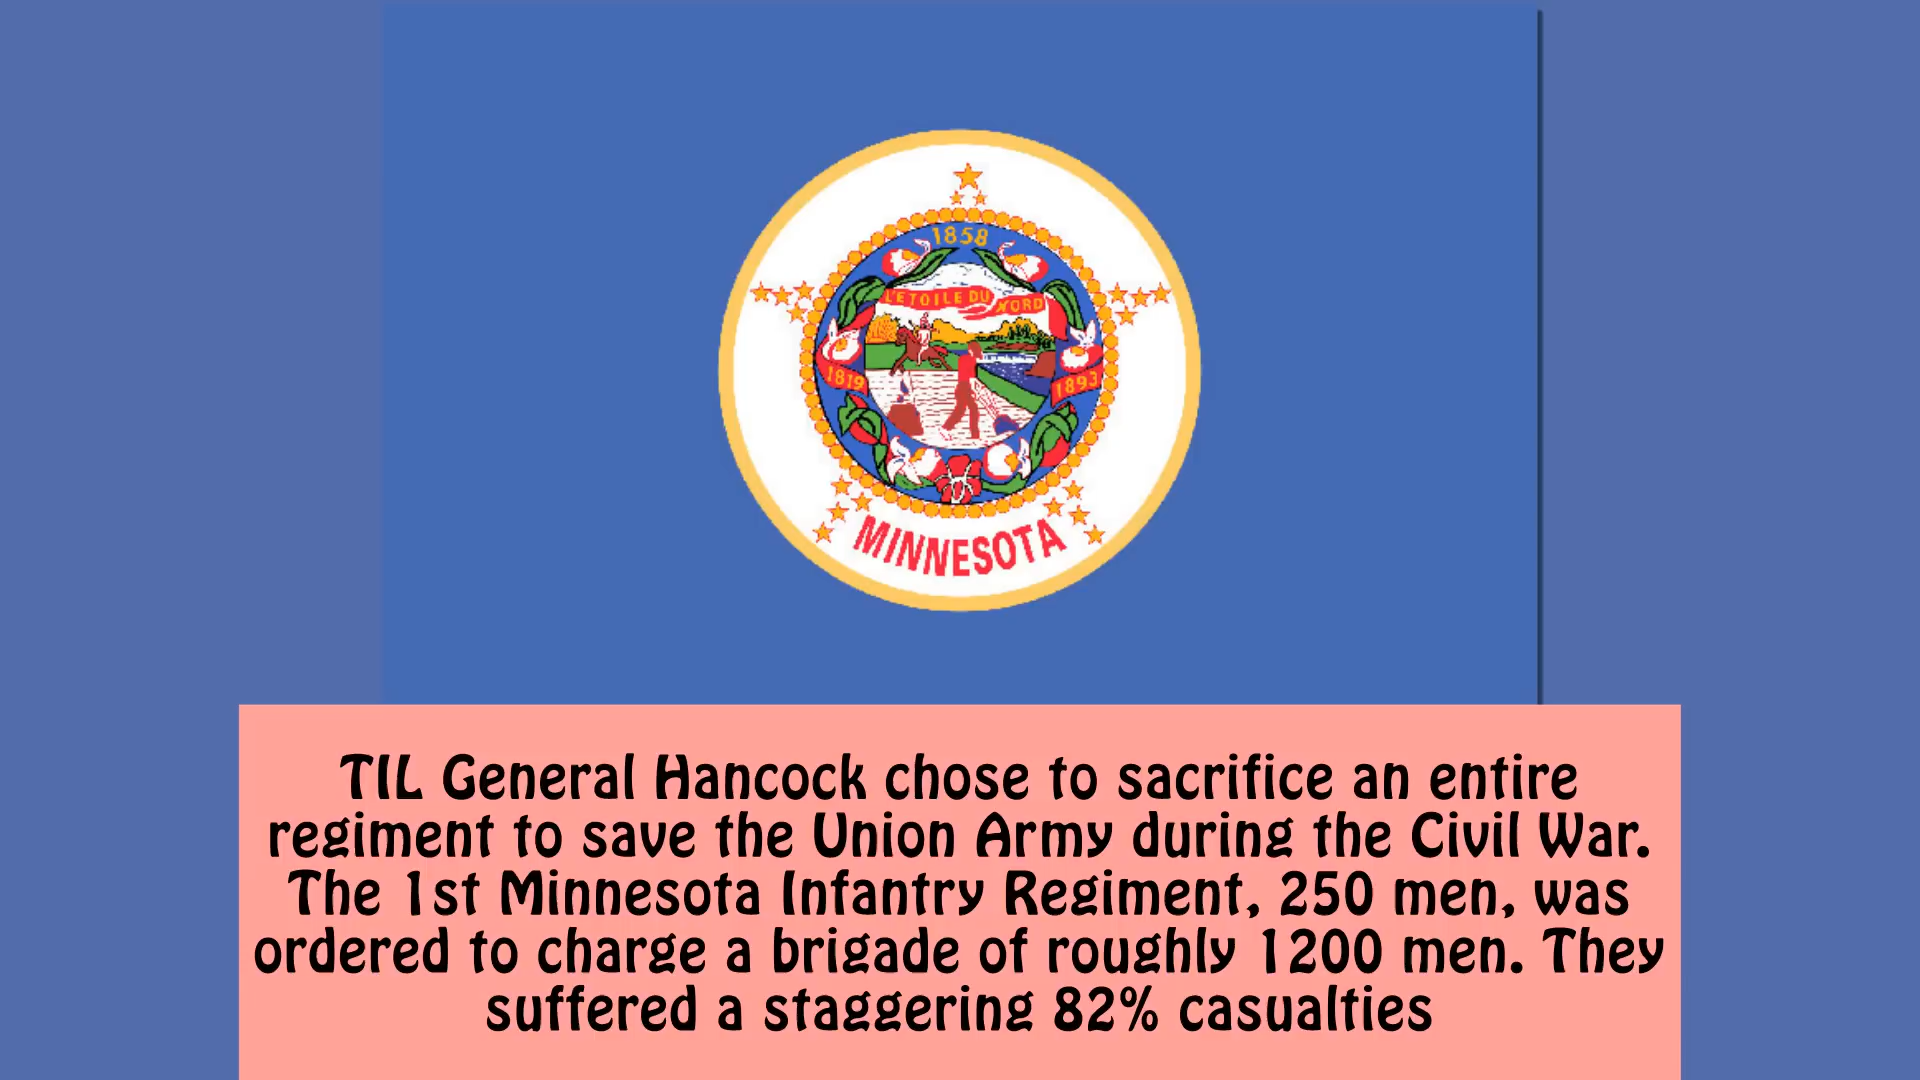 1858
L'ETOILE DU NORD
1819
1893
MINNESOTA
TIL General Hancock chose to sacrifice an entire
regiment to save the Union Army during the Civil War.
The 1st Minnesota Infantry Regiment, 250 men, was
ordered to charge a brigade of roughly 1200 men. They
suffered a staggering 82% casualties